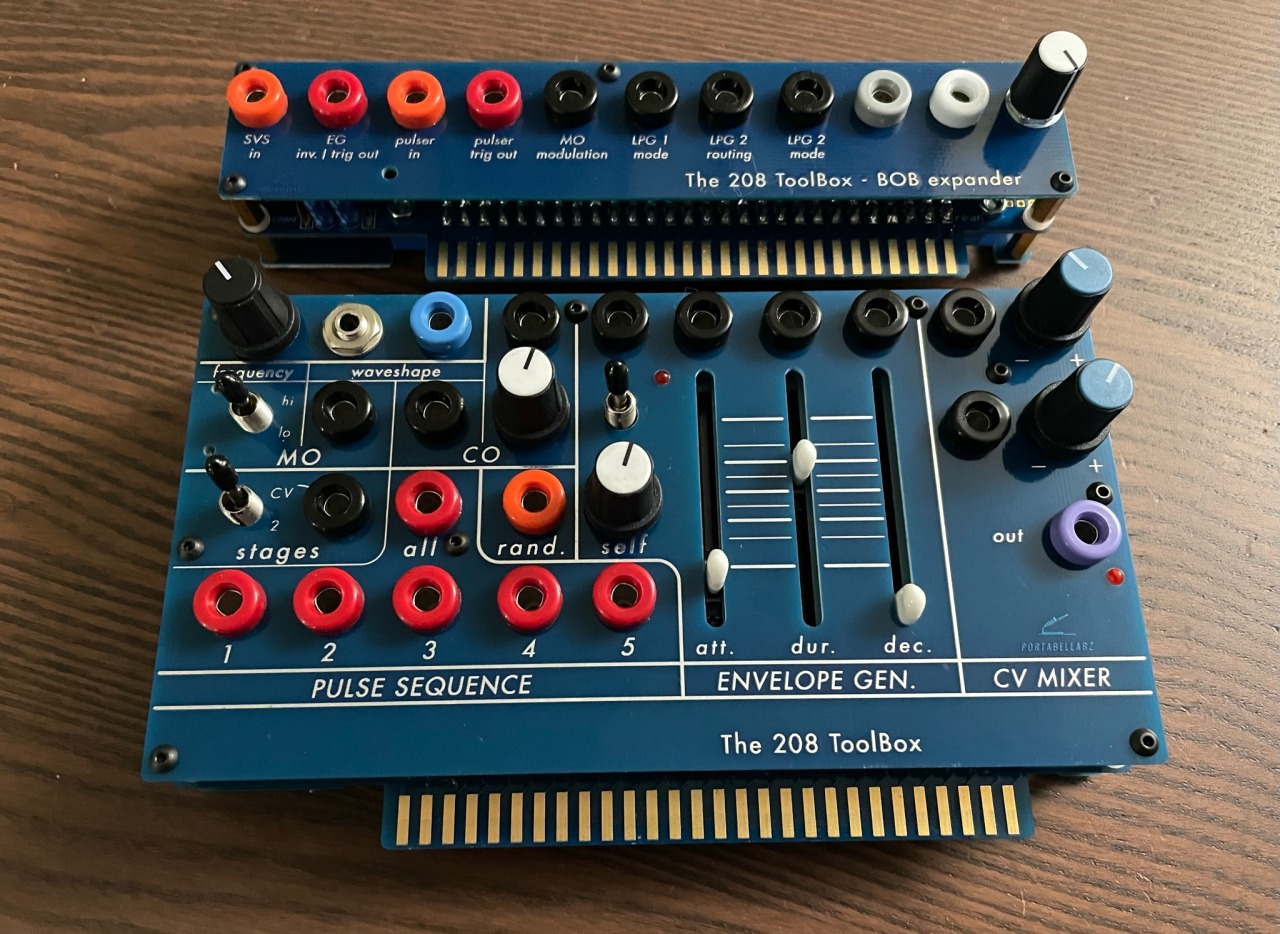 SVS in
EG inv. / trig out
pulser in
pulser trig out
MO modulation
LPG 1 mode
LPG 2 routing
LPG 2 mode
The 208 ToolBox - BOB expander
frequency
waveshape
hi
lo
MO
CO
CV
2
stages
all
rand.
self
1 2 3 4 5
PULSE SEQUENCE
att. dur. dec.
ENVELOPE GEN.
− +
− +
out
PORTABELLABZ
CV MIXER
The 208 ToolBox